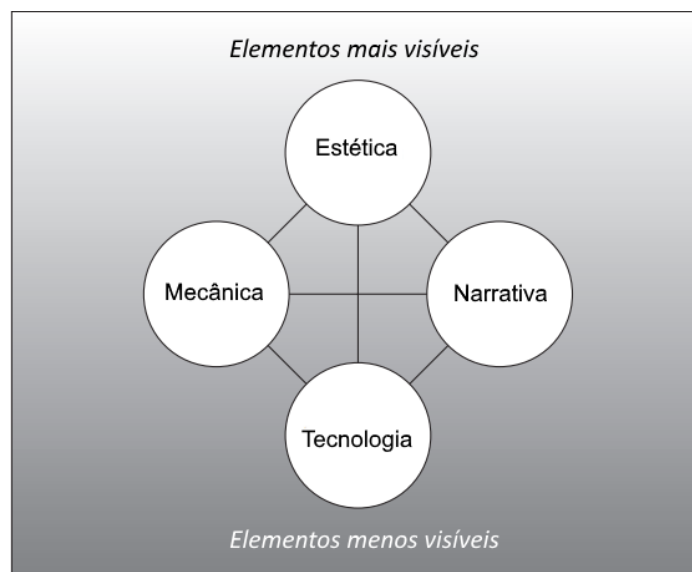 Elementos mais visíveis
Estética
Mecânica
Narrativa
Tecnologia
Elementos menos visíveis